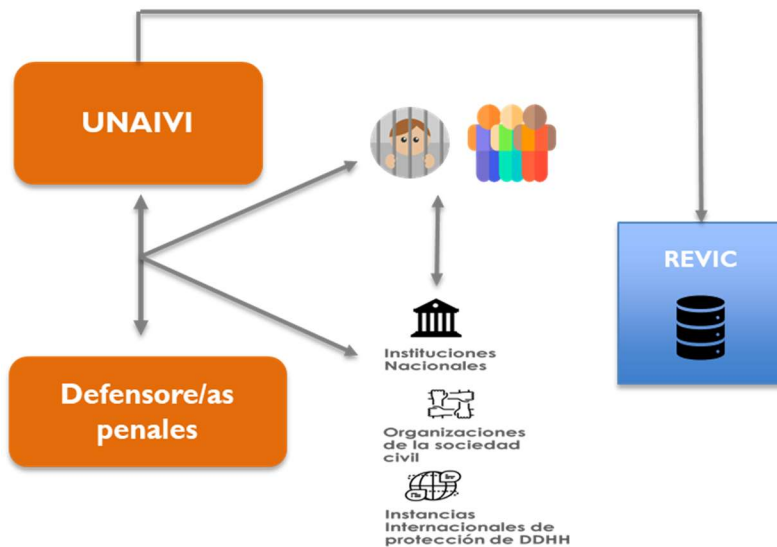 UNAIVI
REVIC
Instituciones
Nacionales
Defensore/as
penales
Organizaciones
de la sociedad
civil
Instancias
Internacionales de
protección de DDHH